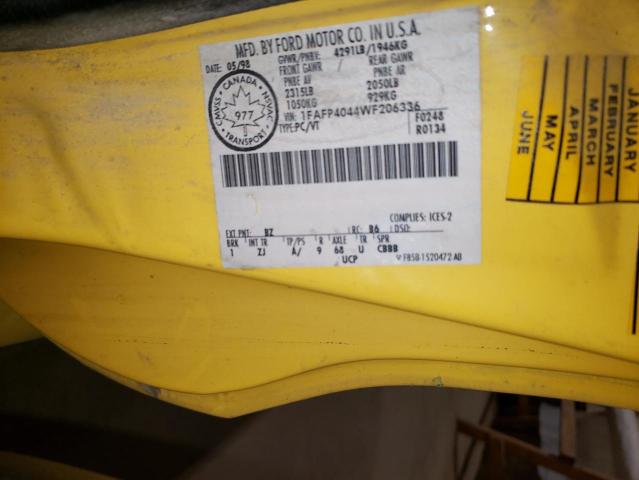 MFD. BY FORD MOTOR CO. IN U.S.A.
DATE: 05/98 GVWR/PNBV: 4291LB/1946KG
FRONT GAWR REAR GAWR
PNBE AV PNBE AR
2315LB 2050LB
1050KG 929KG
CANADA
CMVSS NSVAC
977
TRANSPORT
VIN: 1FAFP4044WF206336 F0248
TYPE:PC/VT R0134
COMPLIES: ICES-2
EXT PNT: BZ RC: B6 DSO:
BRK INT TR TP/PS R AXLE TR SPR
1 ZJ A/ 9 68 U CBBB
UCP F85B-1520472-AB
JANUARY
FEBRUARY
MARCH
APRIL
MAY
JUNE